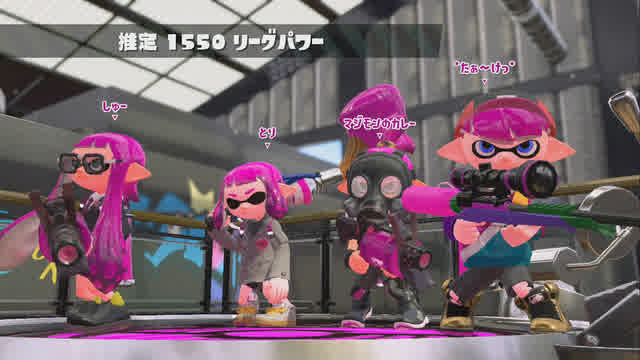 推定 1550 リーグパワー
しゅー
とり
マジモンのカレー
°たぁ〜けっ°